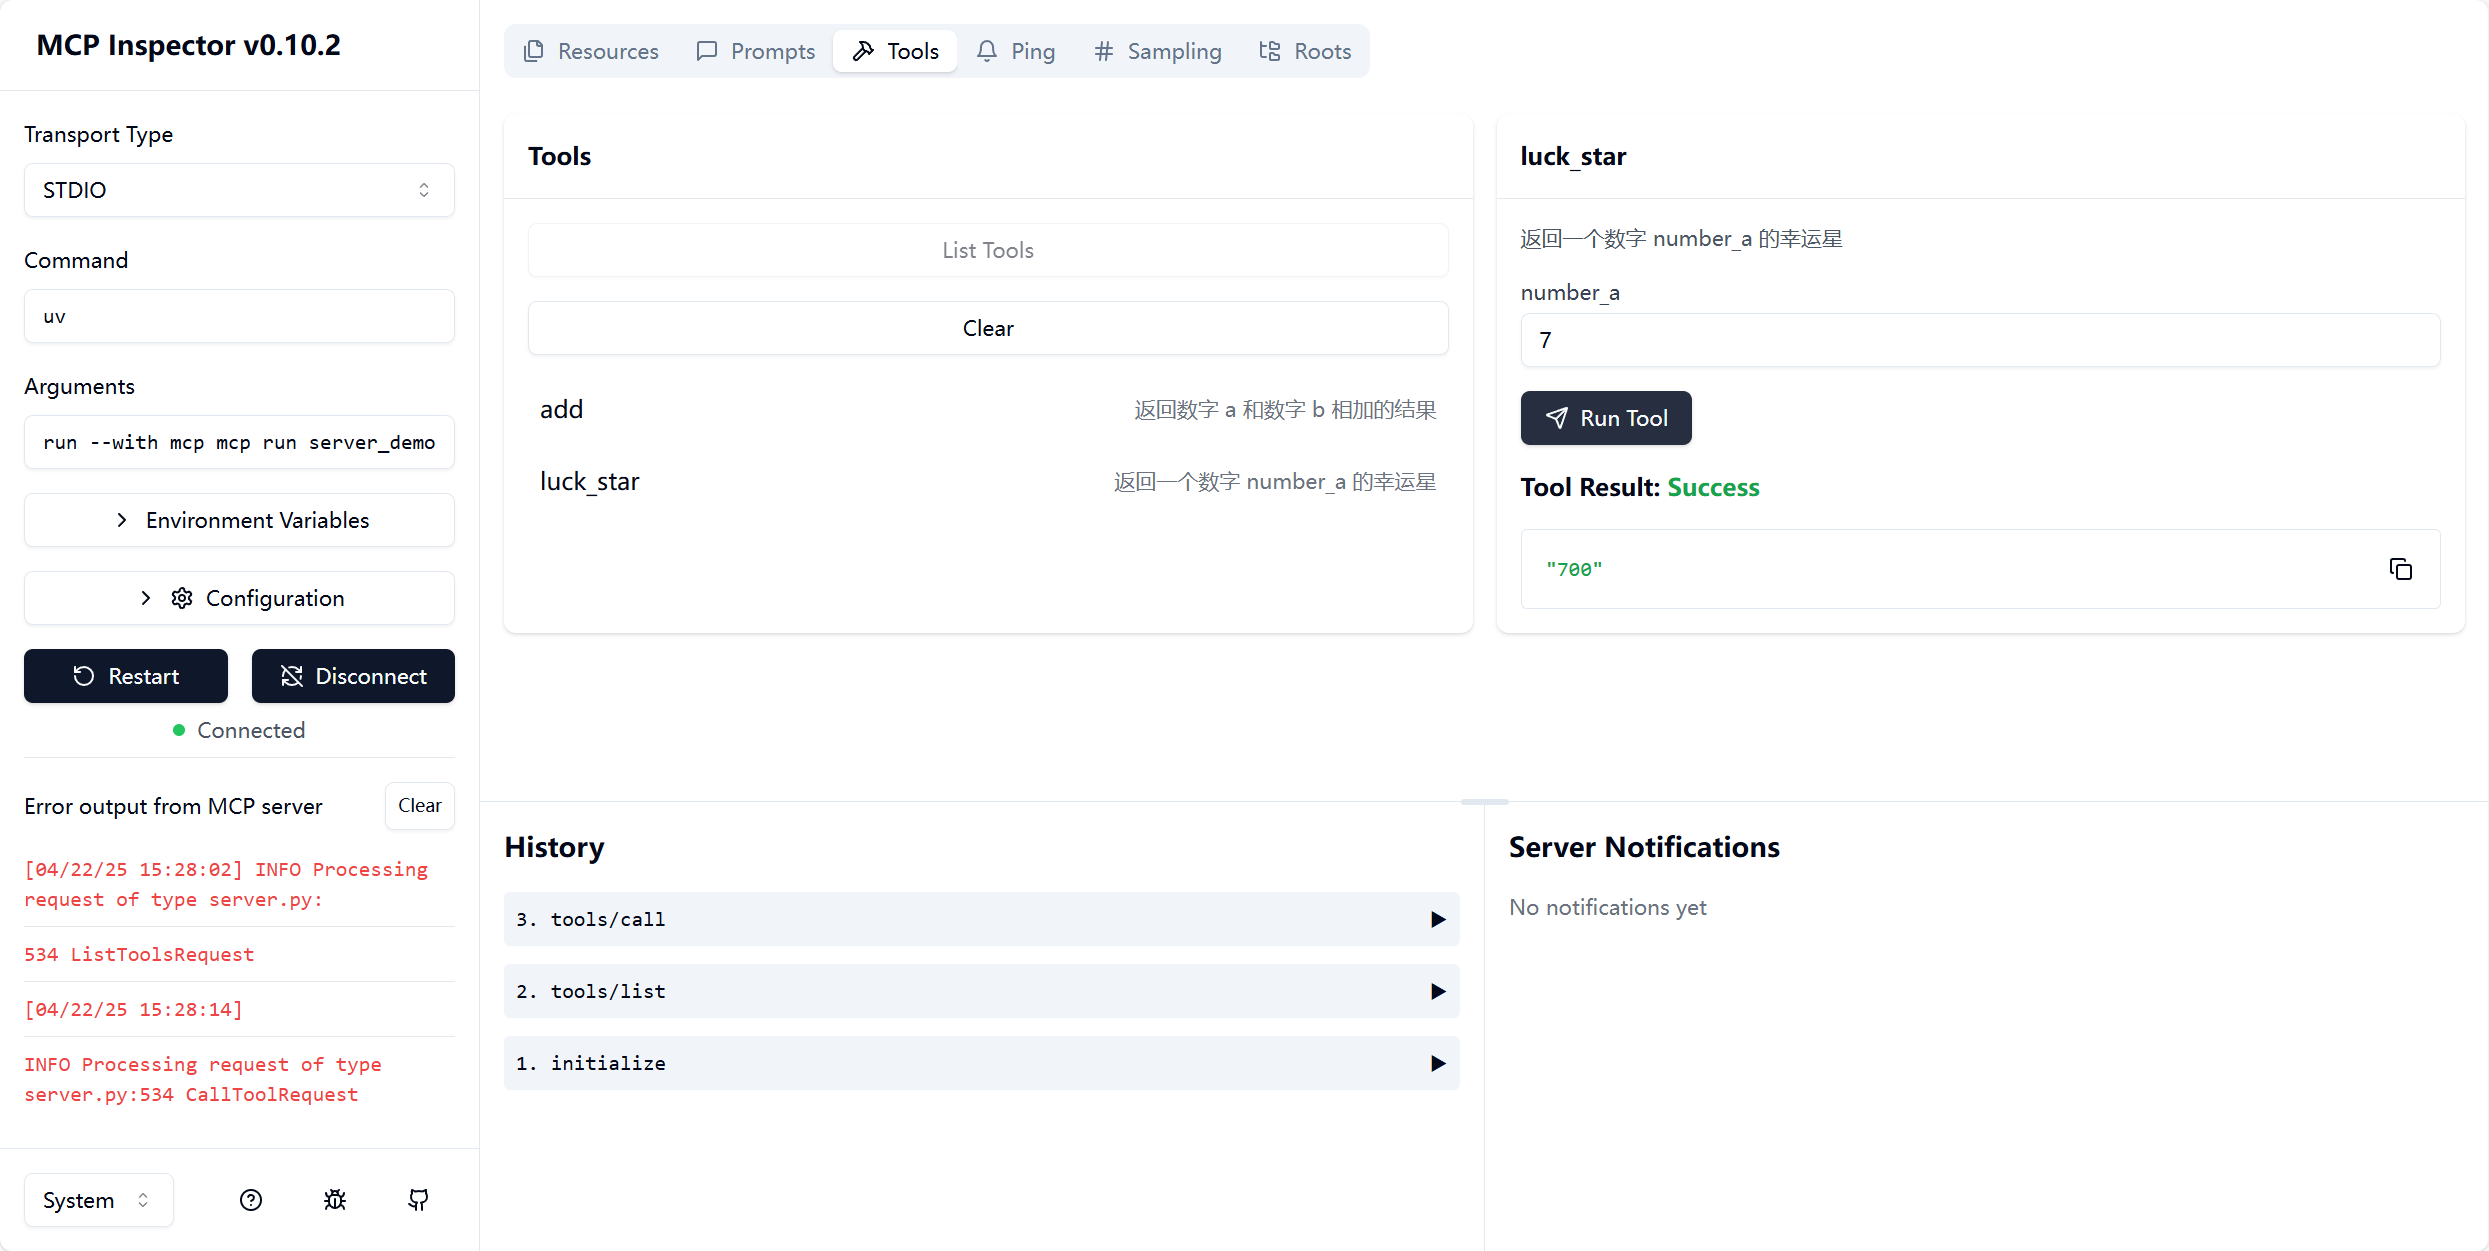 MCP Inspector v0.10.2
Transport Type
STDIO
Command
uv
Arguments
run --with mcp mcp run server_demo
Environment Variables
Configuration
Restart
Disconnect
Connected
Error output from MCP server
Clear
[04/22/25 15:28:02] INFO Processing
request of type server.py:
534 ListToolsRequest
[04/22/25 15:28:14]
INFO Processing request of type
server.py:534 CallToolRequest
System
Resources
Prompts
Tools
Ping
Sampling
Roots
Tools
List Tools
Clear
add
返回数字 a 和数字 b 相加的结果
luck_star
返回一个数字 number_a 的幸运星
luck_star
返回一个数字 number_a 的幸运星
number_a
7
Run Tool
Tool Result: Success
"700"
History
3. tools/call
2. tools/list
1. initialize
Server Notifications
No notifications yet